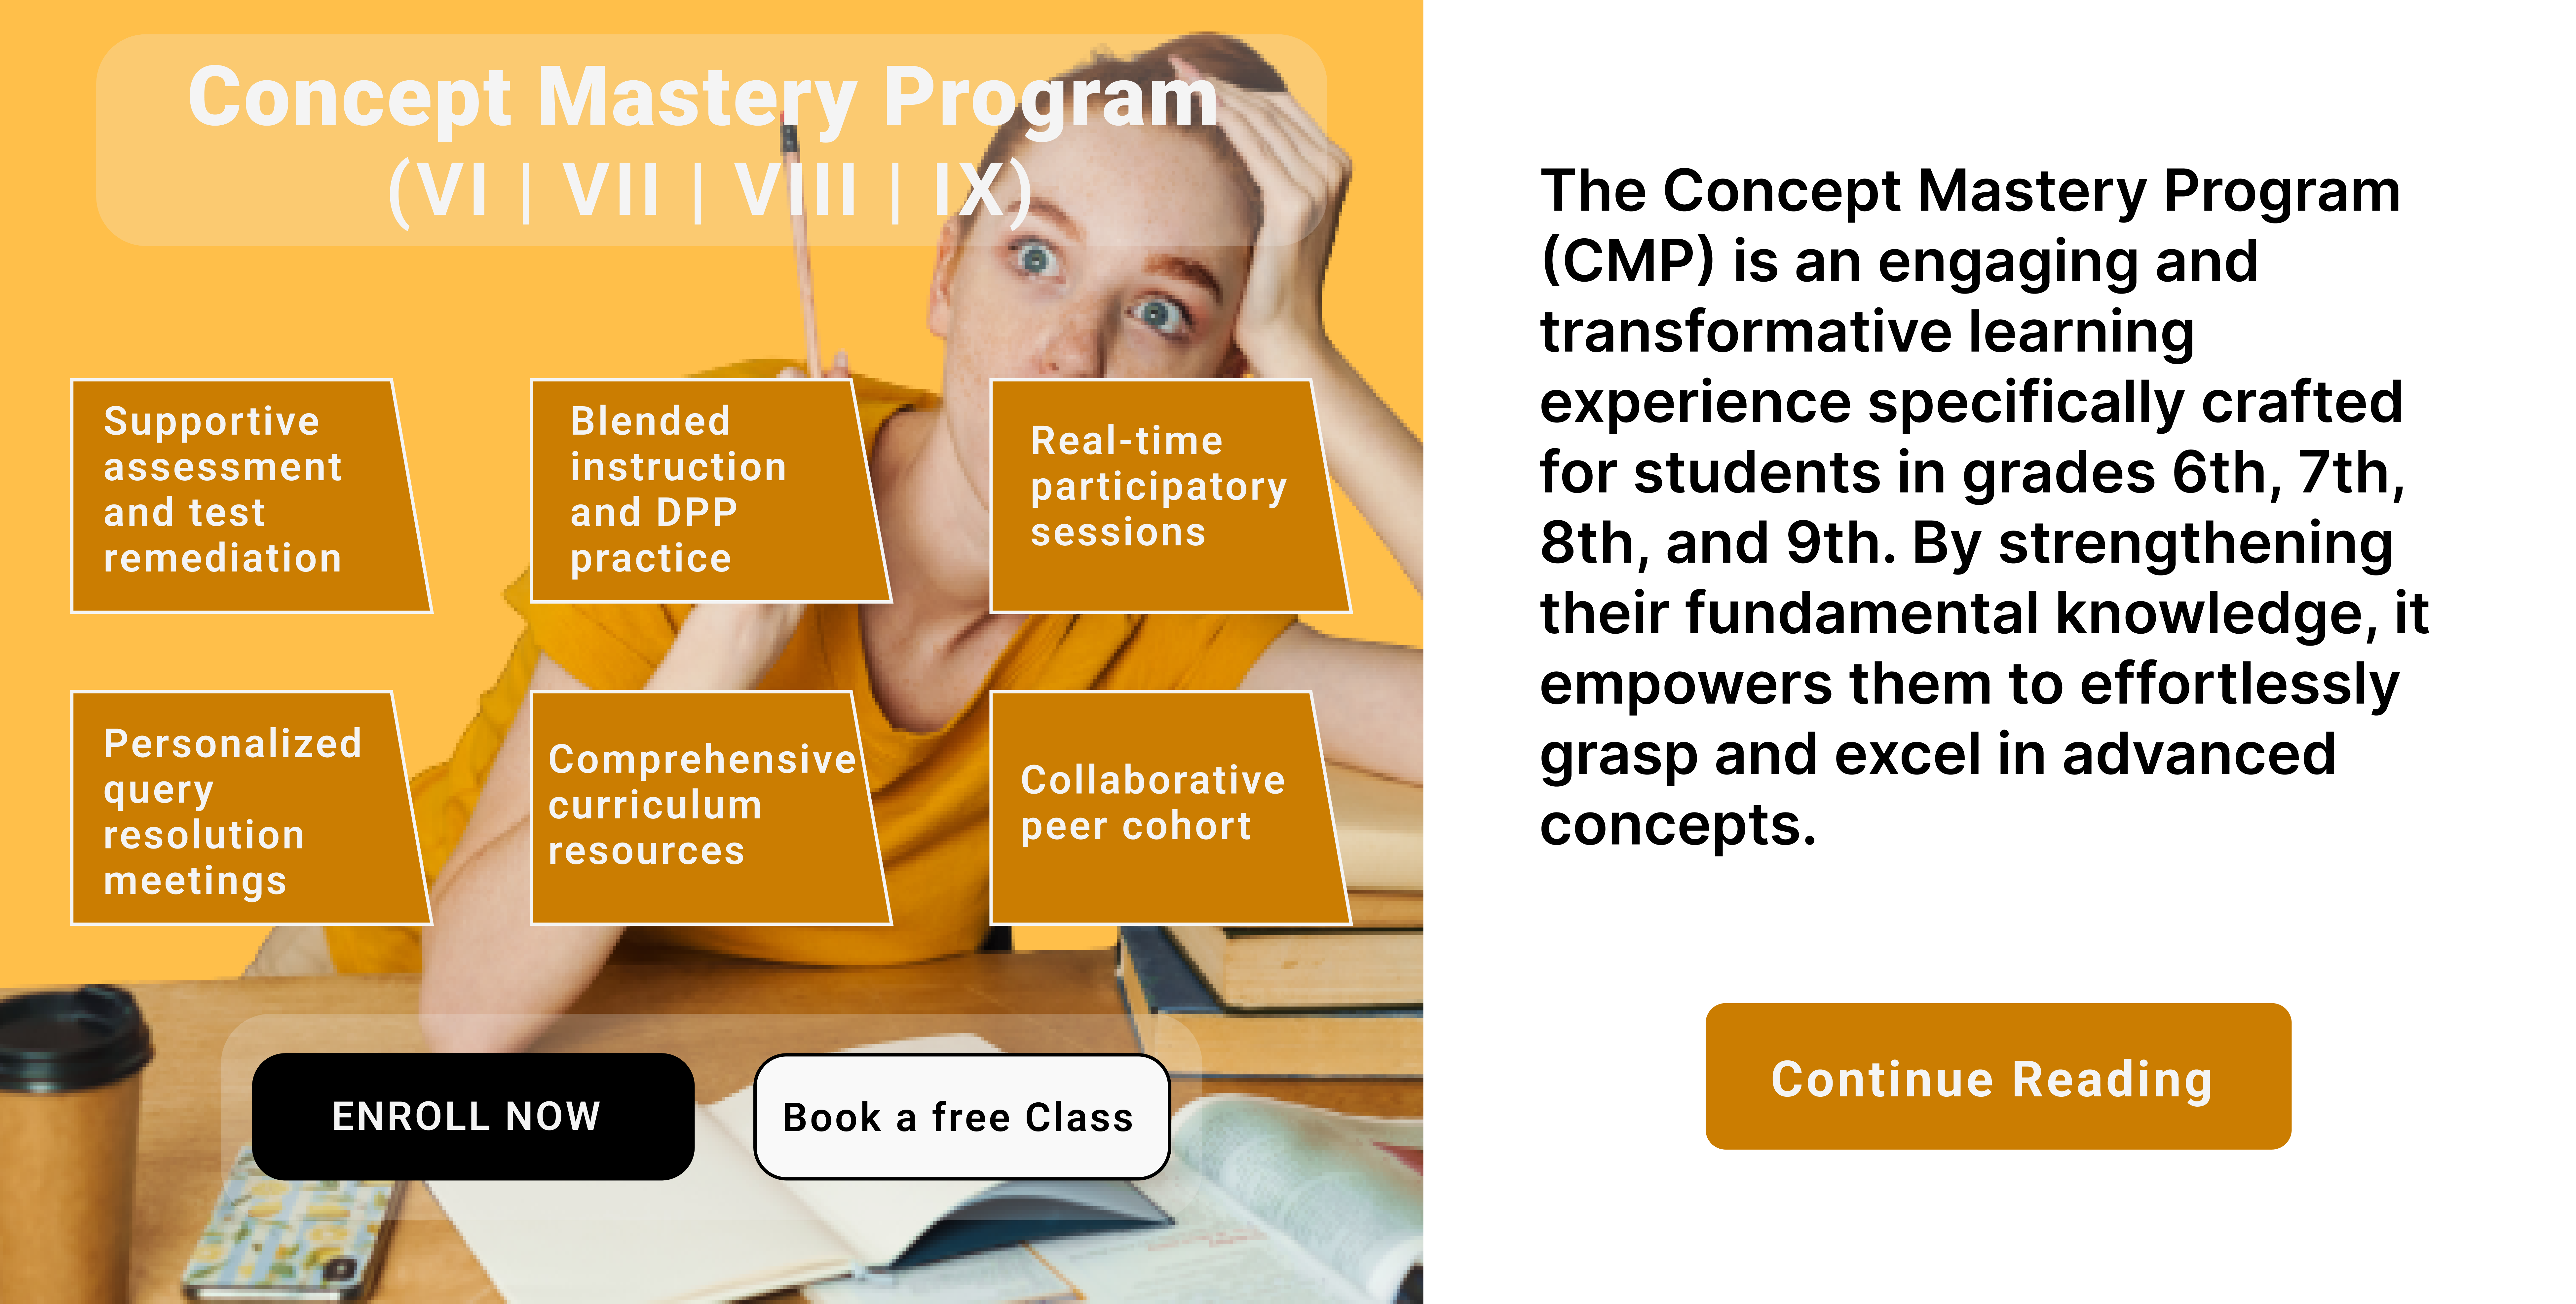 Concept Mastery Program
(VI | VII | VIII | IX)
Supportive
assessment
and test
remediation
Blended
instruction
and DPP
practice
Real-time
participatory
sessions
Personalized
query
resolution
meetings
Comprehensive
curriculum
resources
Collaborative
peer cohort
ENROLL NOW
Book a free Class
The Concept Mastery Program
(CMP) is an engaging and
transformative learning
experience specifically crafted
for students in grades 6th, 7th,
8th, and 9th. By strengthening
their fundamental knowledge, it
empowers them to effortlessly
grasp and excel in advanced
concepts.
Continue Reading